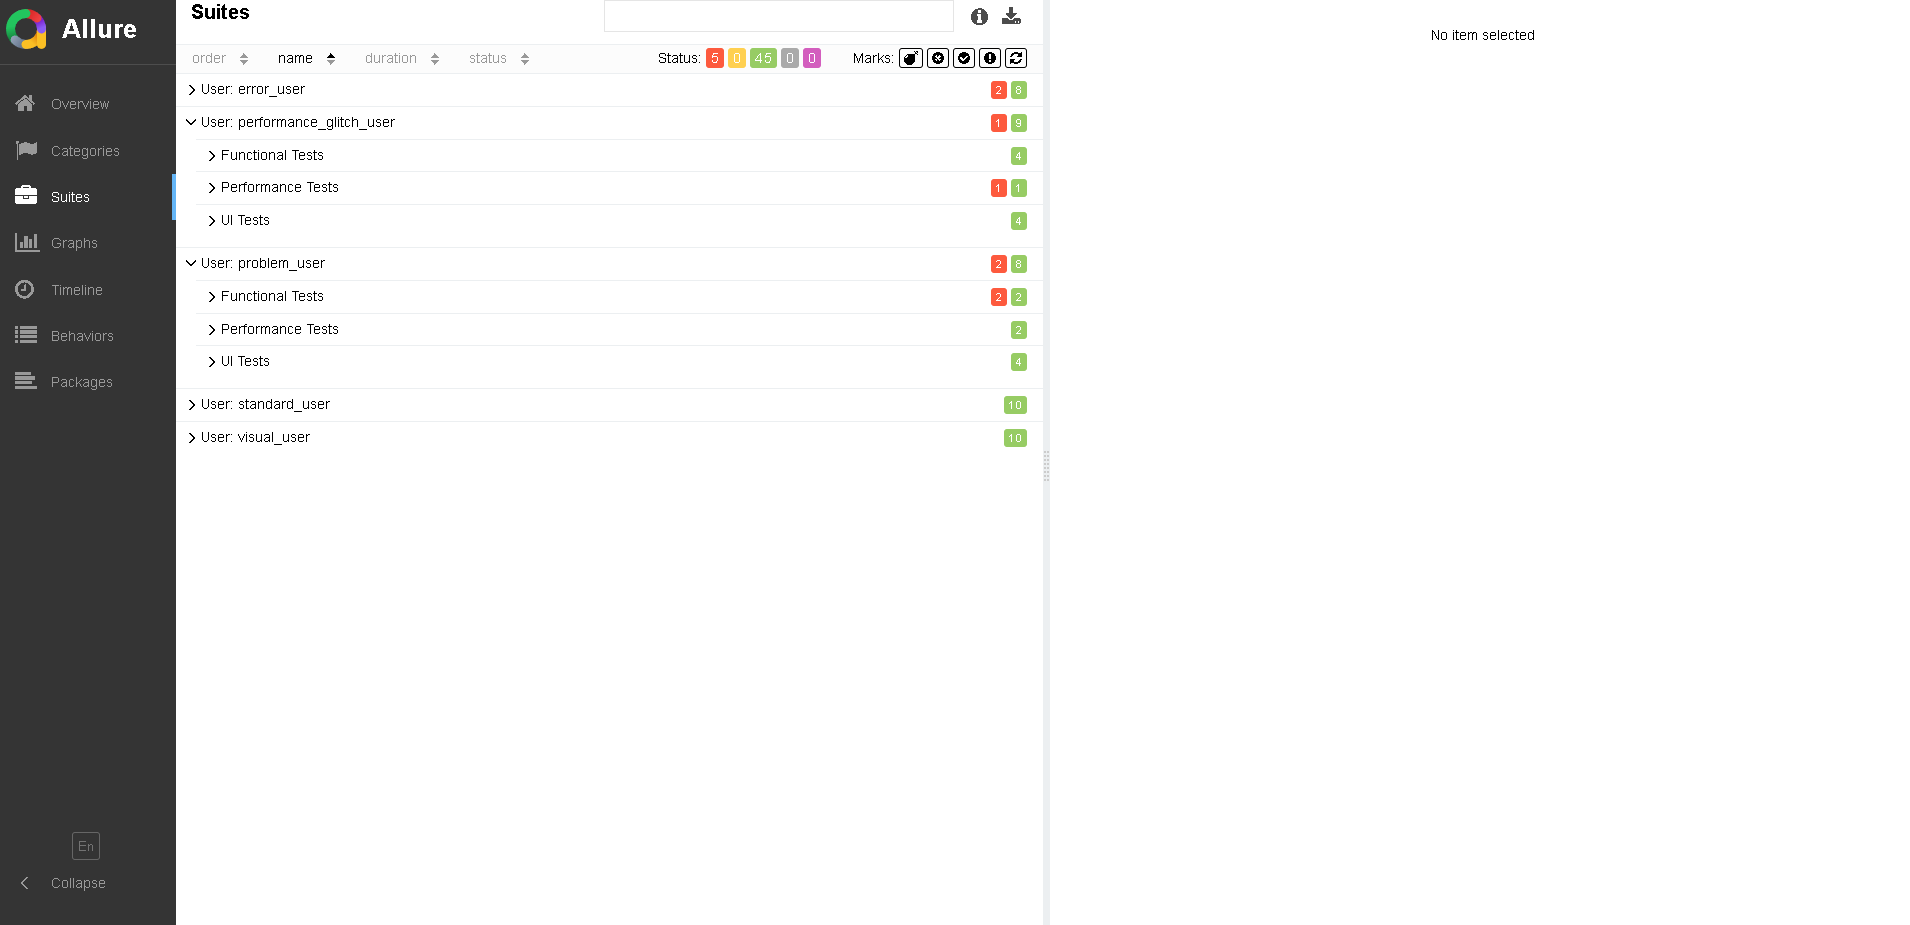 Allure
Overview
Categories
Suites
Graphs
Timeline
Behaviors
Packages
En
Collapse
Suites
order name duration status Status: 5 0 45 0 0 Marks:
User: error_user 2 8
User: performance_glitch_user 1 9
Functional Tests 4
Performance Tests 1 1
UI Tests 4
User: problem_user 2 8
Functional Tests 2 2
Performance Tests 2
UI Tests 4
User: standard_user 10
User: visual_user 10
No item selected